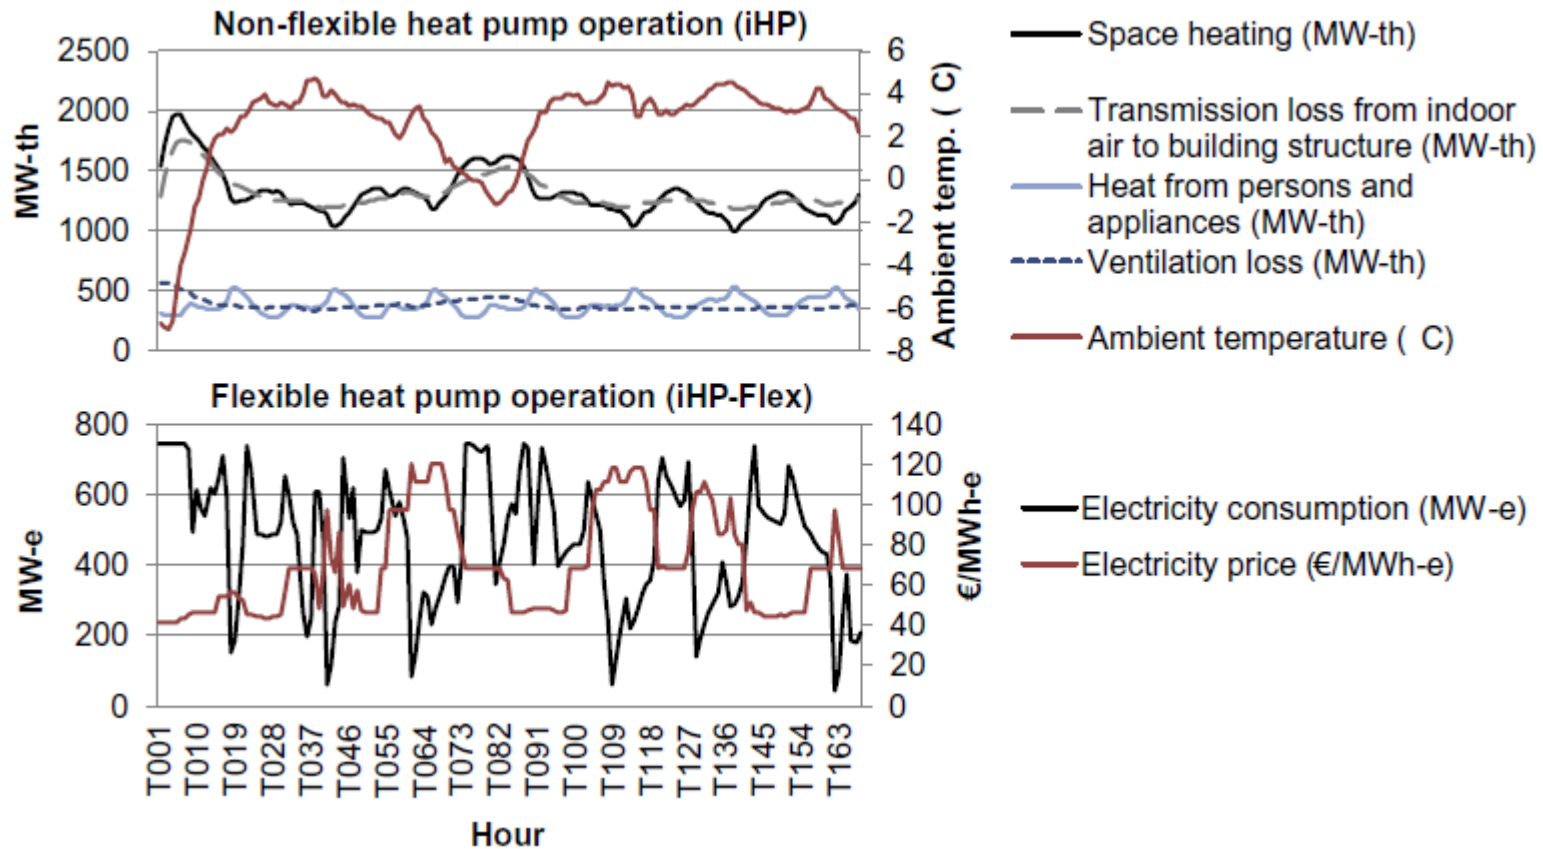 Non-flexible heat pump operation (iHP)
2500
2000
1500
1000
500
0
MW-th
6
4
2
0
-2
-4
-6
-8
Ambient temp. ( C)
Space heating (MW-th)
Transmission loss from indoor
air to building structure (MW-th)
Heat from persons and
appliances (MW-th)
Ventilation loss (MW-th)
Ambient temperature ( C)
Flexible heat pump operation (iHP-Flex)
800
600
400
200
0
MW-e
140
120
100
80
60
40
20
0
€/MWh-e
Electricity consumption (MW-e)
Electricity price (€/MWh-e)
T001
T010
T019
T028
T037
T046
T055
T064
T073
T082
T091
T100
T109
T118
T127
T136
T145
T154
T163
Hour